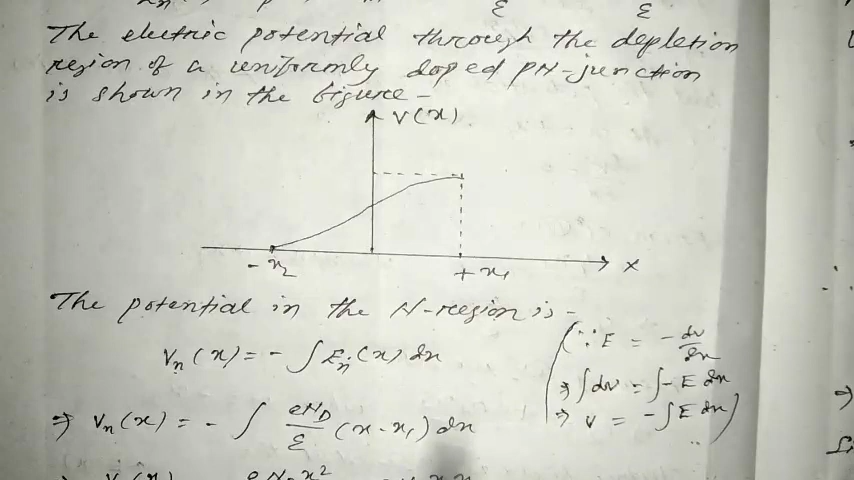 ε ε
The electric potential through the depletion
region of a uniformly doped PN-junction
is shown in the figure -
V(x)
-x₂ +x₁ x
The potential in the N-region is -
Vₙ(x) = - ∫ Eₙ(x) dx
(∵ E = - dv/dx
⇒ ∫dv = ∫-E dx
⇒ v = -∫E dx)
⇒ Vₙ(x) = - ∫ eN_D/ε (x-x₁) dx